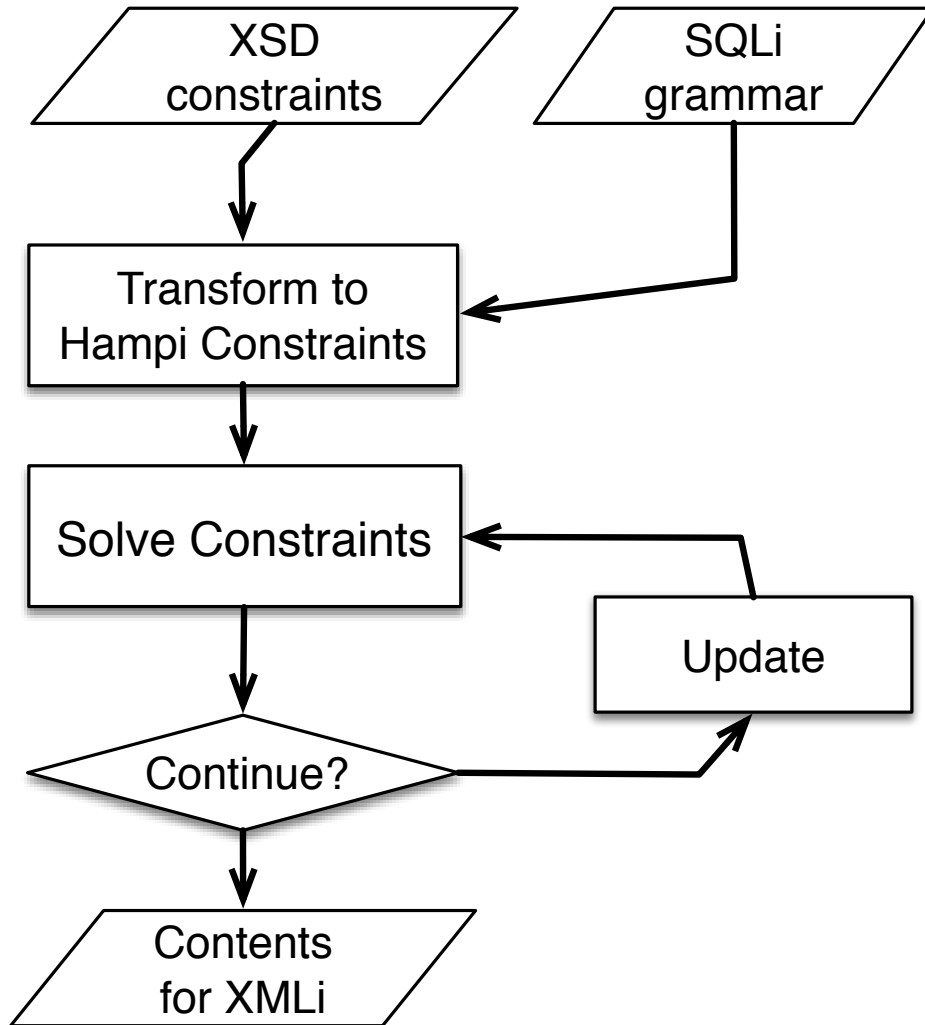 XSD
constraints
SQLi
grammar
Transform to
Hampi Constraints
Solve Constraints
Update
Continue?
Contents
for XMLi